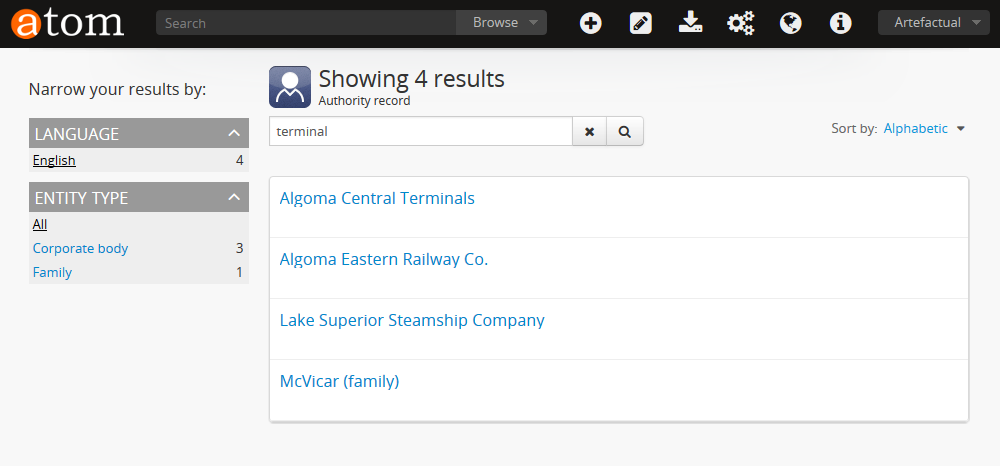 atom
Search
Browse
Artefactual
Narrow your results by:
LANGUAGE
English 4
ENTITY TYPE
All
Corporate body 3
Family 1
Showing 4 results
Authority record
terminal
Sort by: Alphabetic
Algoma Central Terminals
Algoma Eastern Railway Co.
Lake Superior Steamship Company
McVicar (family)